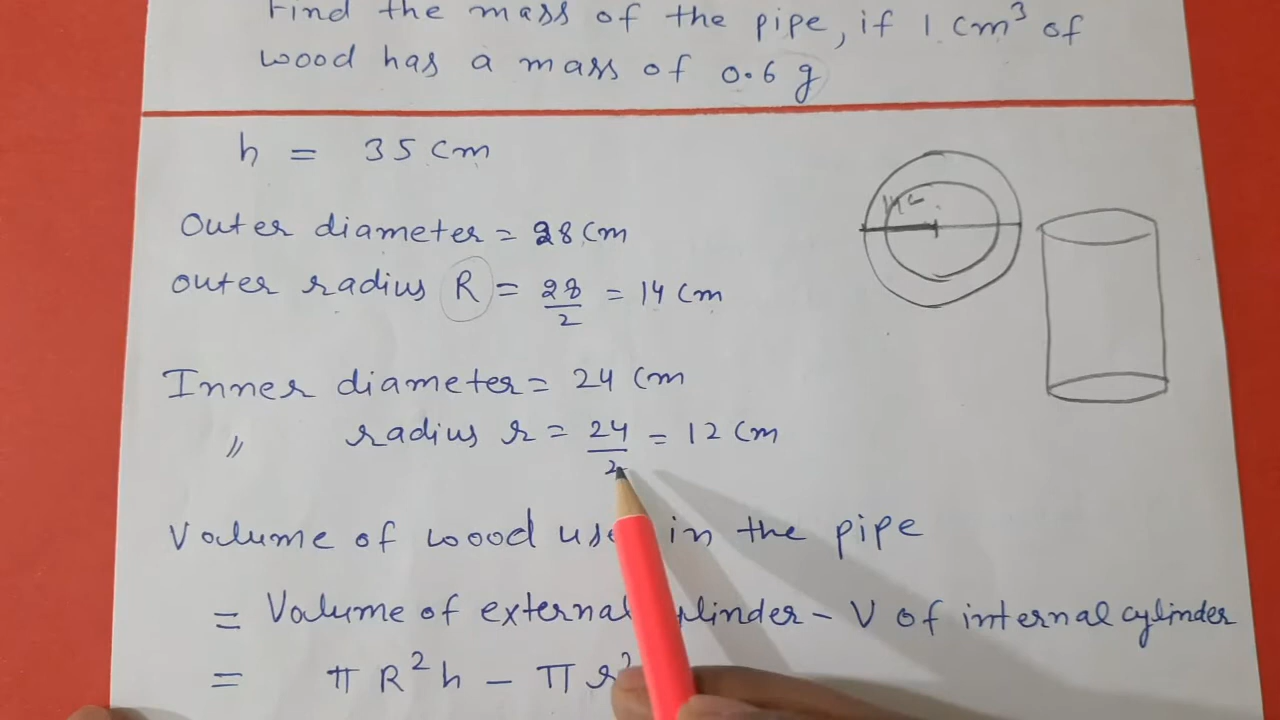 Find the mass of the pipe, if 1 cm³ of
wood has a mass of 0.6 g
h = 35 cm
Outer diameter = 28 cm
outer radius R = 28/2 = 14 cm
Inner diameter = 24 cm
〃 radius r = 24/2 = 12 cm
Volume of wood in the pipe
= Volume of external cylinder - V of internal cylinder
= π R² h - π r²